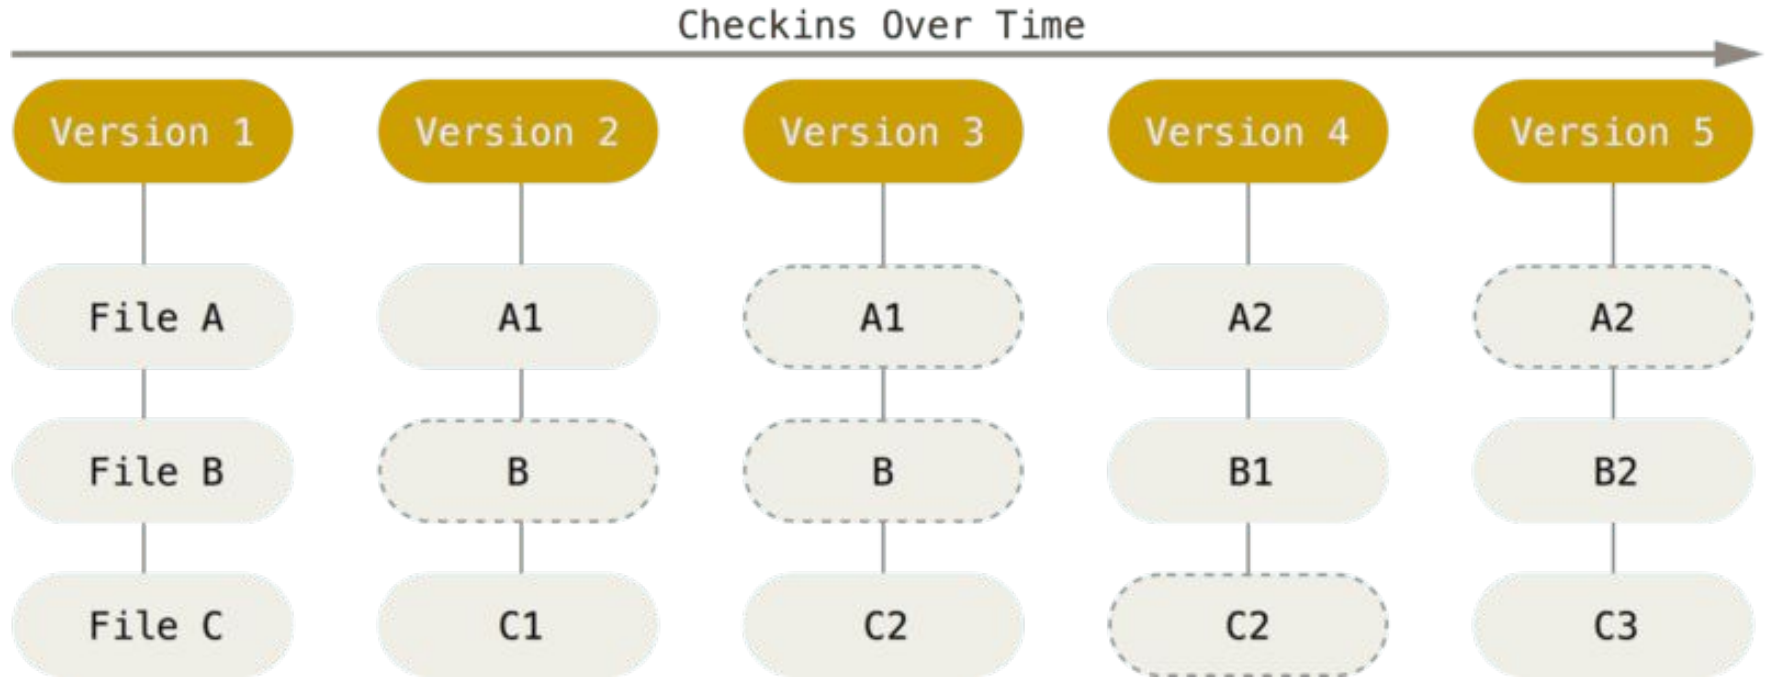 Checkins Over Time
Version 1 Version 2 Version 3 Version 4 Version 5
File A A1 A1 A2 A2
File B B B B1 B2
File C C1 C2 C2 C3